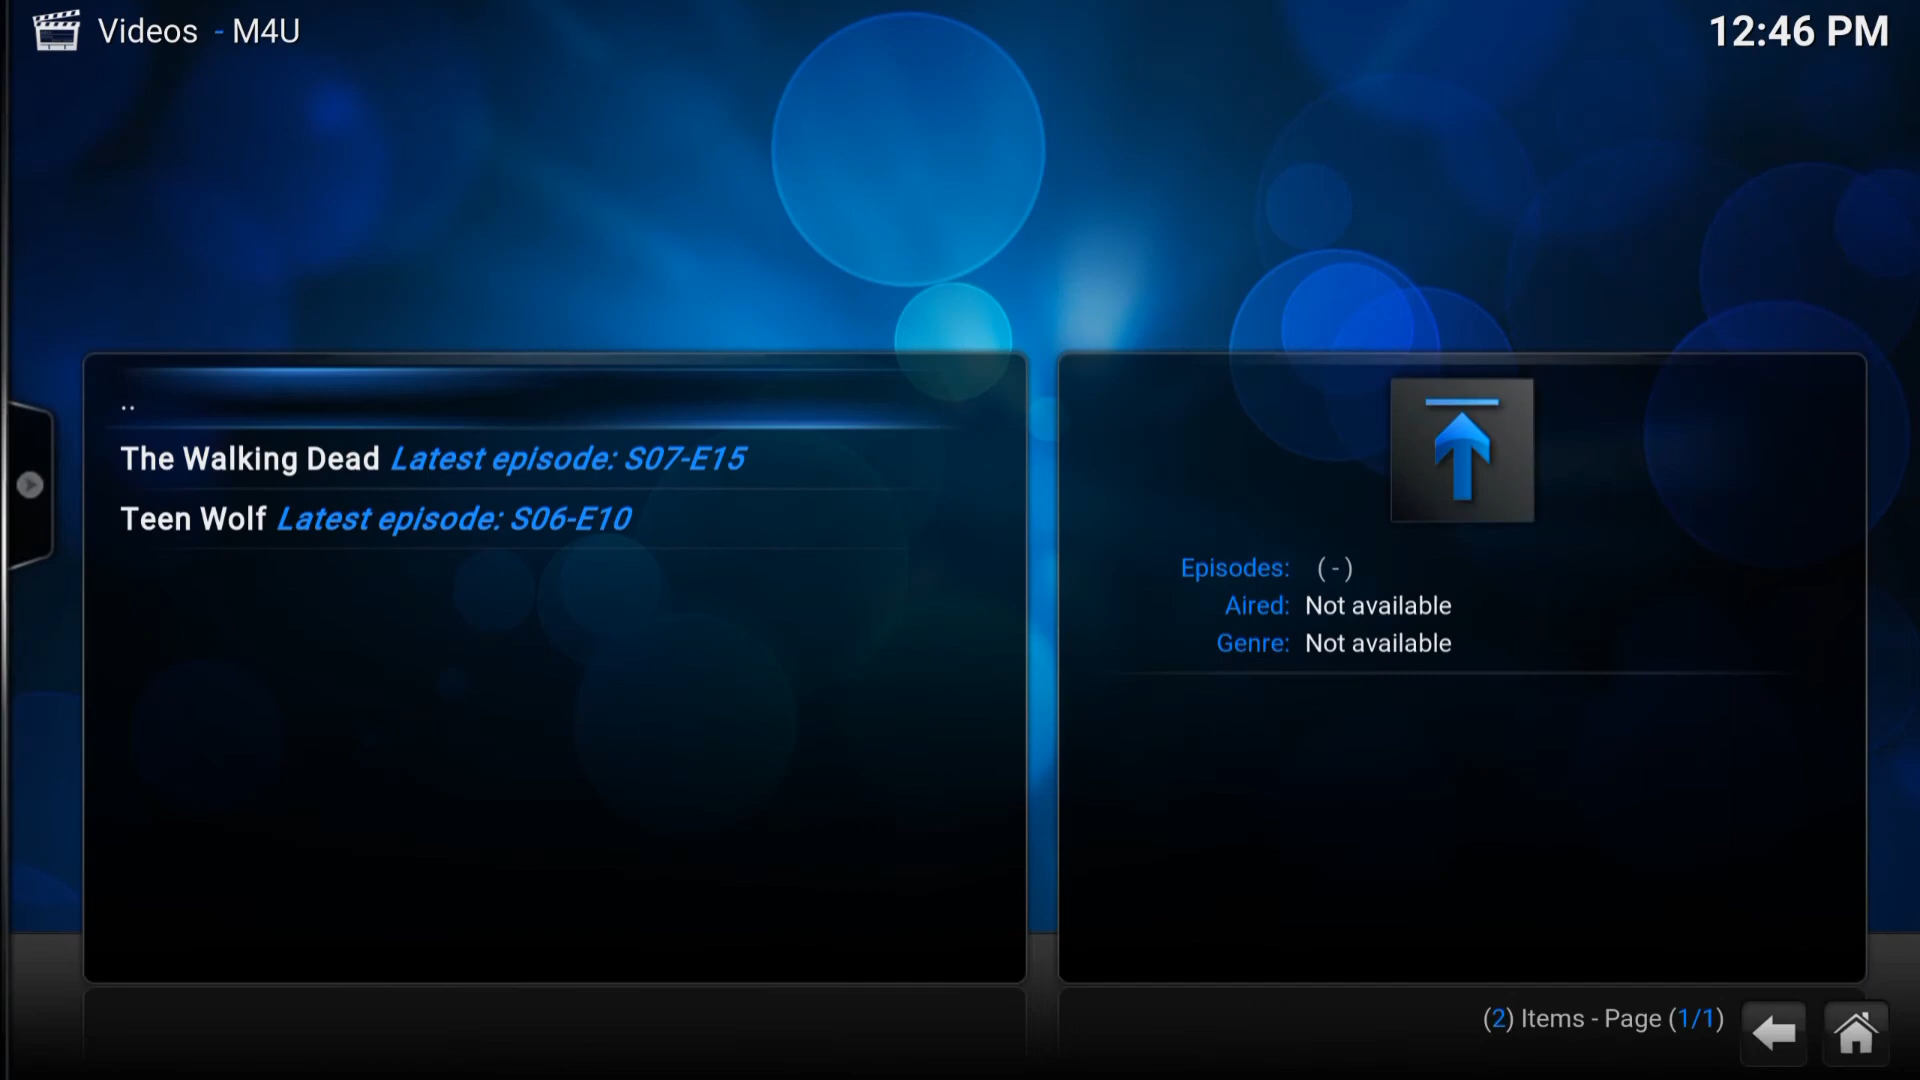 Videos - M4U
12:46 PM
..
The Walking Dead Latest episode: S07-E15
Teen Wolf Latest episode: S06-E10
Episodes: ( - )
Aired: Not available
Genre: Not available
(2) Items - Page (1/1)